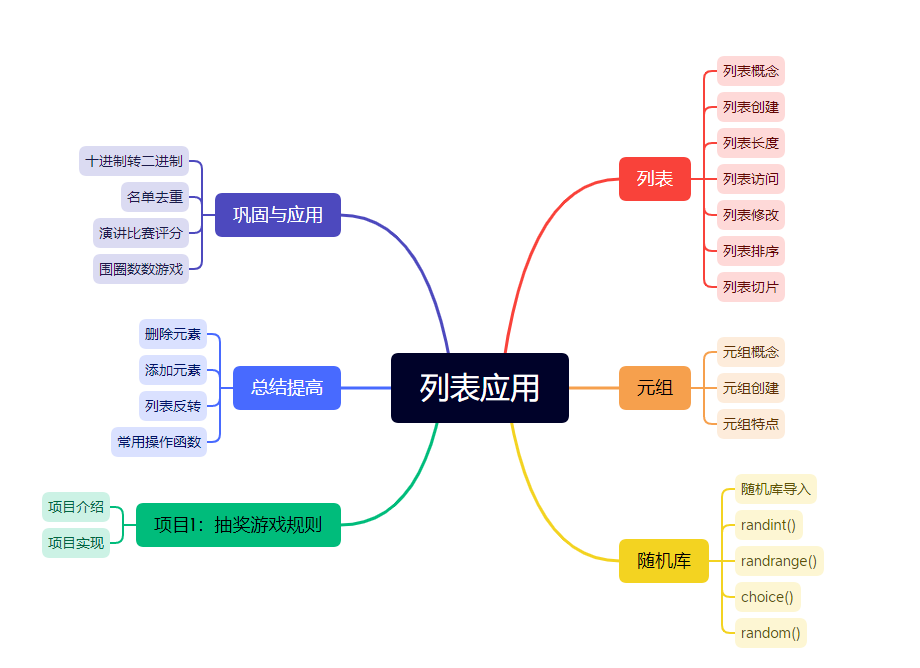 列表应用
列表
列表概念
列表创建
列表长度
列表访问
列表修改
列表排序
列表切片
元组
元组概念
元组创建
元组特点
随机库
随机库导入
randint()
randrange()
choice()
random()
巩固与应用
十进制转二进制
名单去重
演讲比赛评分
围圈数数游戏
总结提高
删除元素
添加元素
列表反转
常用操作函数
项目1：抽奖游戏规则
项目介绍
项目实现